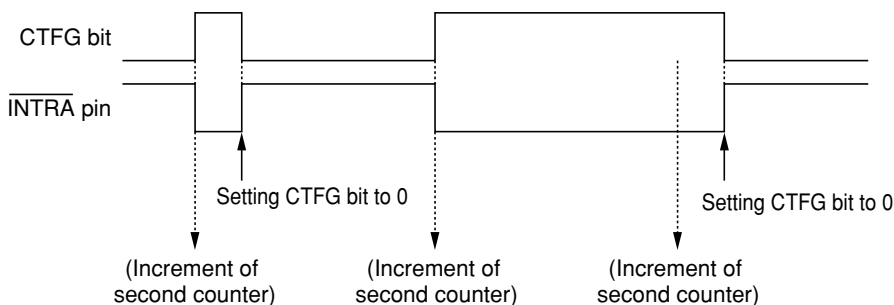 CTFG bit
INTRA pin
Setting CTFG bit to 0
Setting CTFG bit to 0
(Increment of
second counter)
(Increment of
second counter)
(Increment of
second counter)